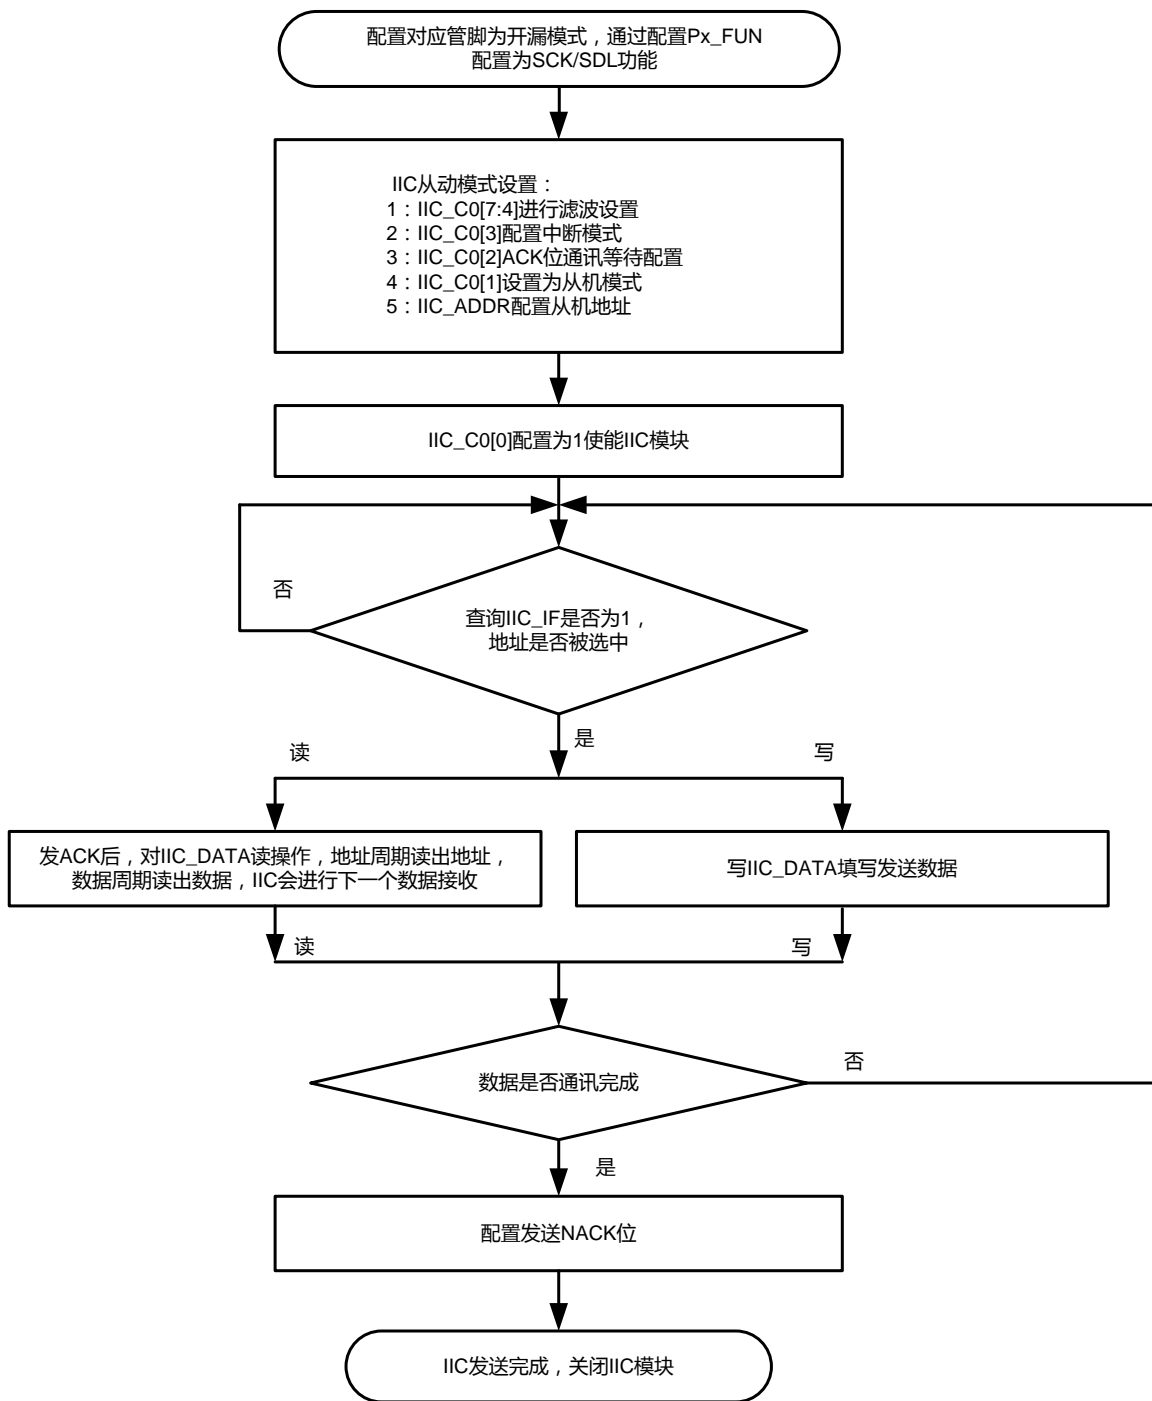 配置对应管脚为开漏模式，通过配置Px_FUN
配置为SCK/SDL功能
IIC从动模式设置：
1：IIC_C0[7:4]进行滤波设置
2：IIC_C0[3]配置中断模式
3：IIC_C0[2]ACK位通讯等待配置
4：IIC_C0[1]设置为从机模式
5：IIC_ADDR配置从机地址
IIC_C0[0]配置为1使能IIC模块
否
查询IIC_IF是否为1，
地址是否被选中
是
读
写
发ACK后，对IIC_DATA读操作，地址周期读出地址，
数据周期读出数据，IIC会进行下一个数据接收
写IIC_DATA填写发送数据
读
写
数据是否通讯完成
否
是
配置发送NACK位
IIC发送完成，关闭IIC模块